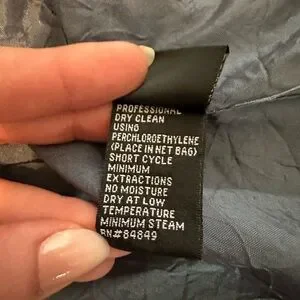 PROFESSIONAL
DRY CLEAN
USING
PERCHLOROETHYLENE
(PLACE IN NET BAG)
SHORT CYCLE
MINIMUM
EXTRACTIONS
NO MOISTURE
DRY AT LOW
TEMPERATURE
MINIMUM STEAM
RN#84849